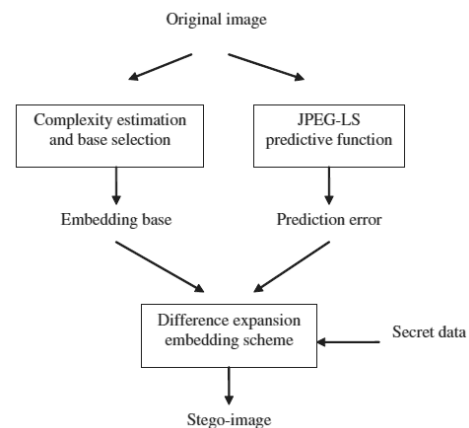 Original image
Complexity estimation
and base selection
JPEG-LS
predictive function
Embedding base
Prediction error
Difference expansion
embedding scheme
Secret data
Stego-image